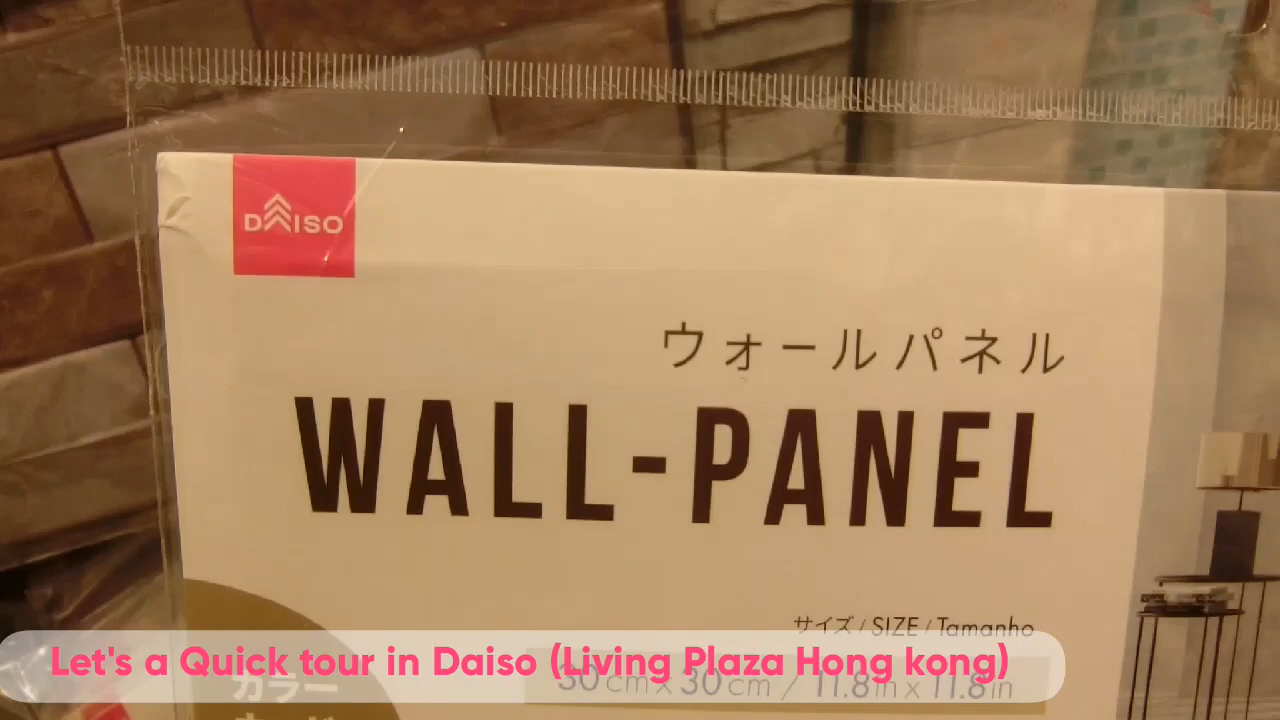 DAISO
ウォールパネル
WALL-PANEL
サイズ / SIZE / Tamanho
30cm x 30cm / 11.8in x 11.8in
Let's a Quick tour in Daiso (Living Plaza Hong kong)
カラー